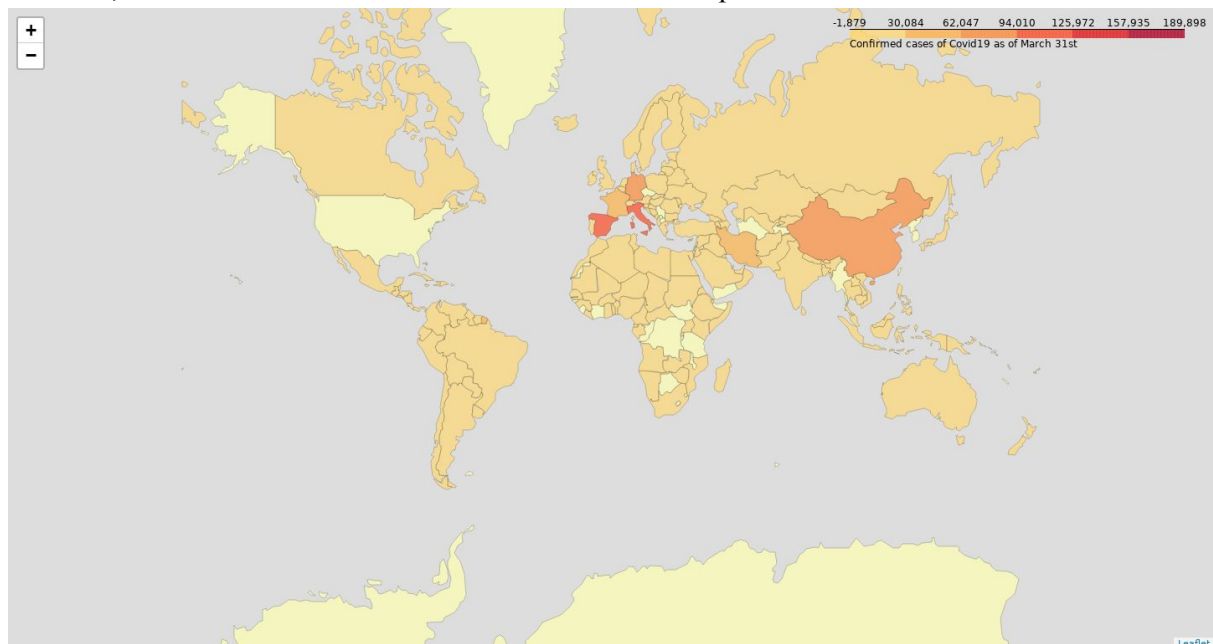 +
−
-1,879 30,084 62,047 94,010 125,972 157,935 189,898
Confirmed cases of Covid19 as of March 31st
Leaflet